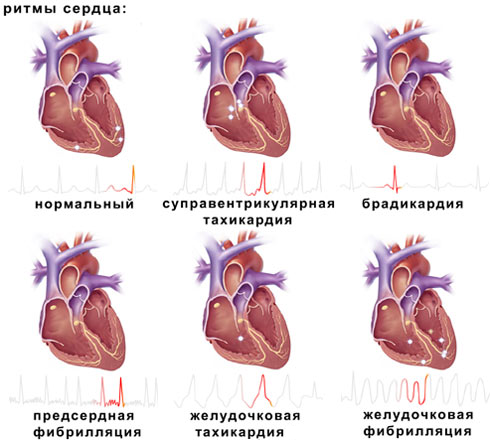 ритмы сердца:
нормальный
суправентрикулярная
тахикардия
брадикардия
предсердная
фибрилляция
желудочковая
тахикардия
желудочковая
фибрилляция